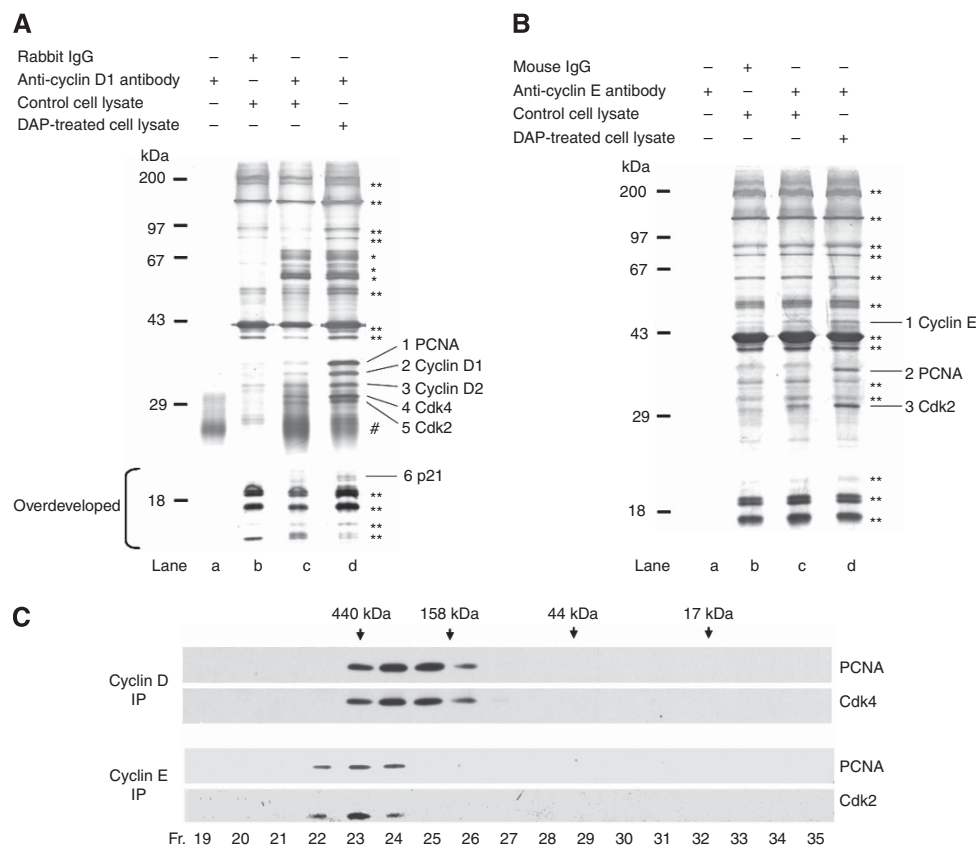 A
Rabbit IgG – + – –
Anti-cyclin D1 antibody + – + +
Control cell lysate – + + –
DAP-treated cell lysate – – – +
kDa
200
**
**
97
**
**
67
*
*
*
**
43
**
**
1 PCNA
2 Cyclin D1
3 Cyclin D2
29
4 Cdk4
5 Cdk2
#
6 p21
Overdeveloped
18
**
**
**
**
Lane a b c d
B
Mouse IgG – + – –
Anti-cyclin E antibody + – + +
Control cell lysate – + + –
DAP-treated cell lysate – – – +
kDa
200
**
**
97
**
**
67
**
**
1 Cyclin E
43
**
**
2 PCNA
**
**
3 Cdk2
29
**
**
18
**
Lane a b c d
C
440 kDa 158 kDa 44 kDa 17 kDa
Cyclin D
IP
PCNA
Cdk4
Cyclin E
IP
PCNA
Cdk2
Fr. 19 20 21 22 23 24 25 26 27 28 29 30 31 32 33 34 35